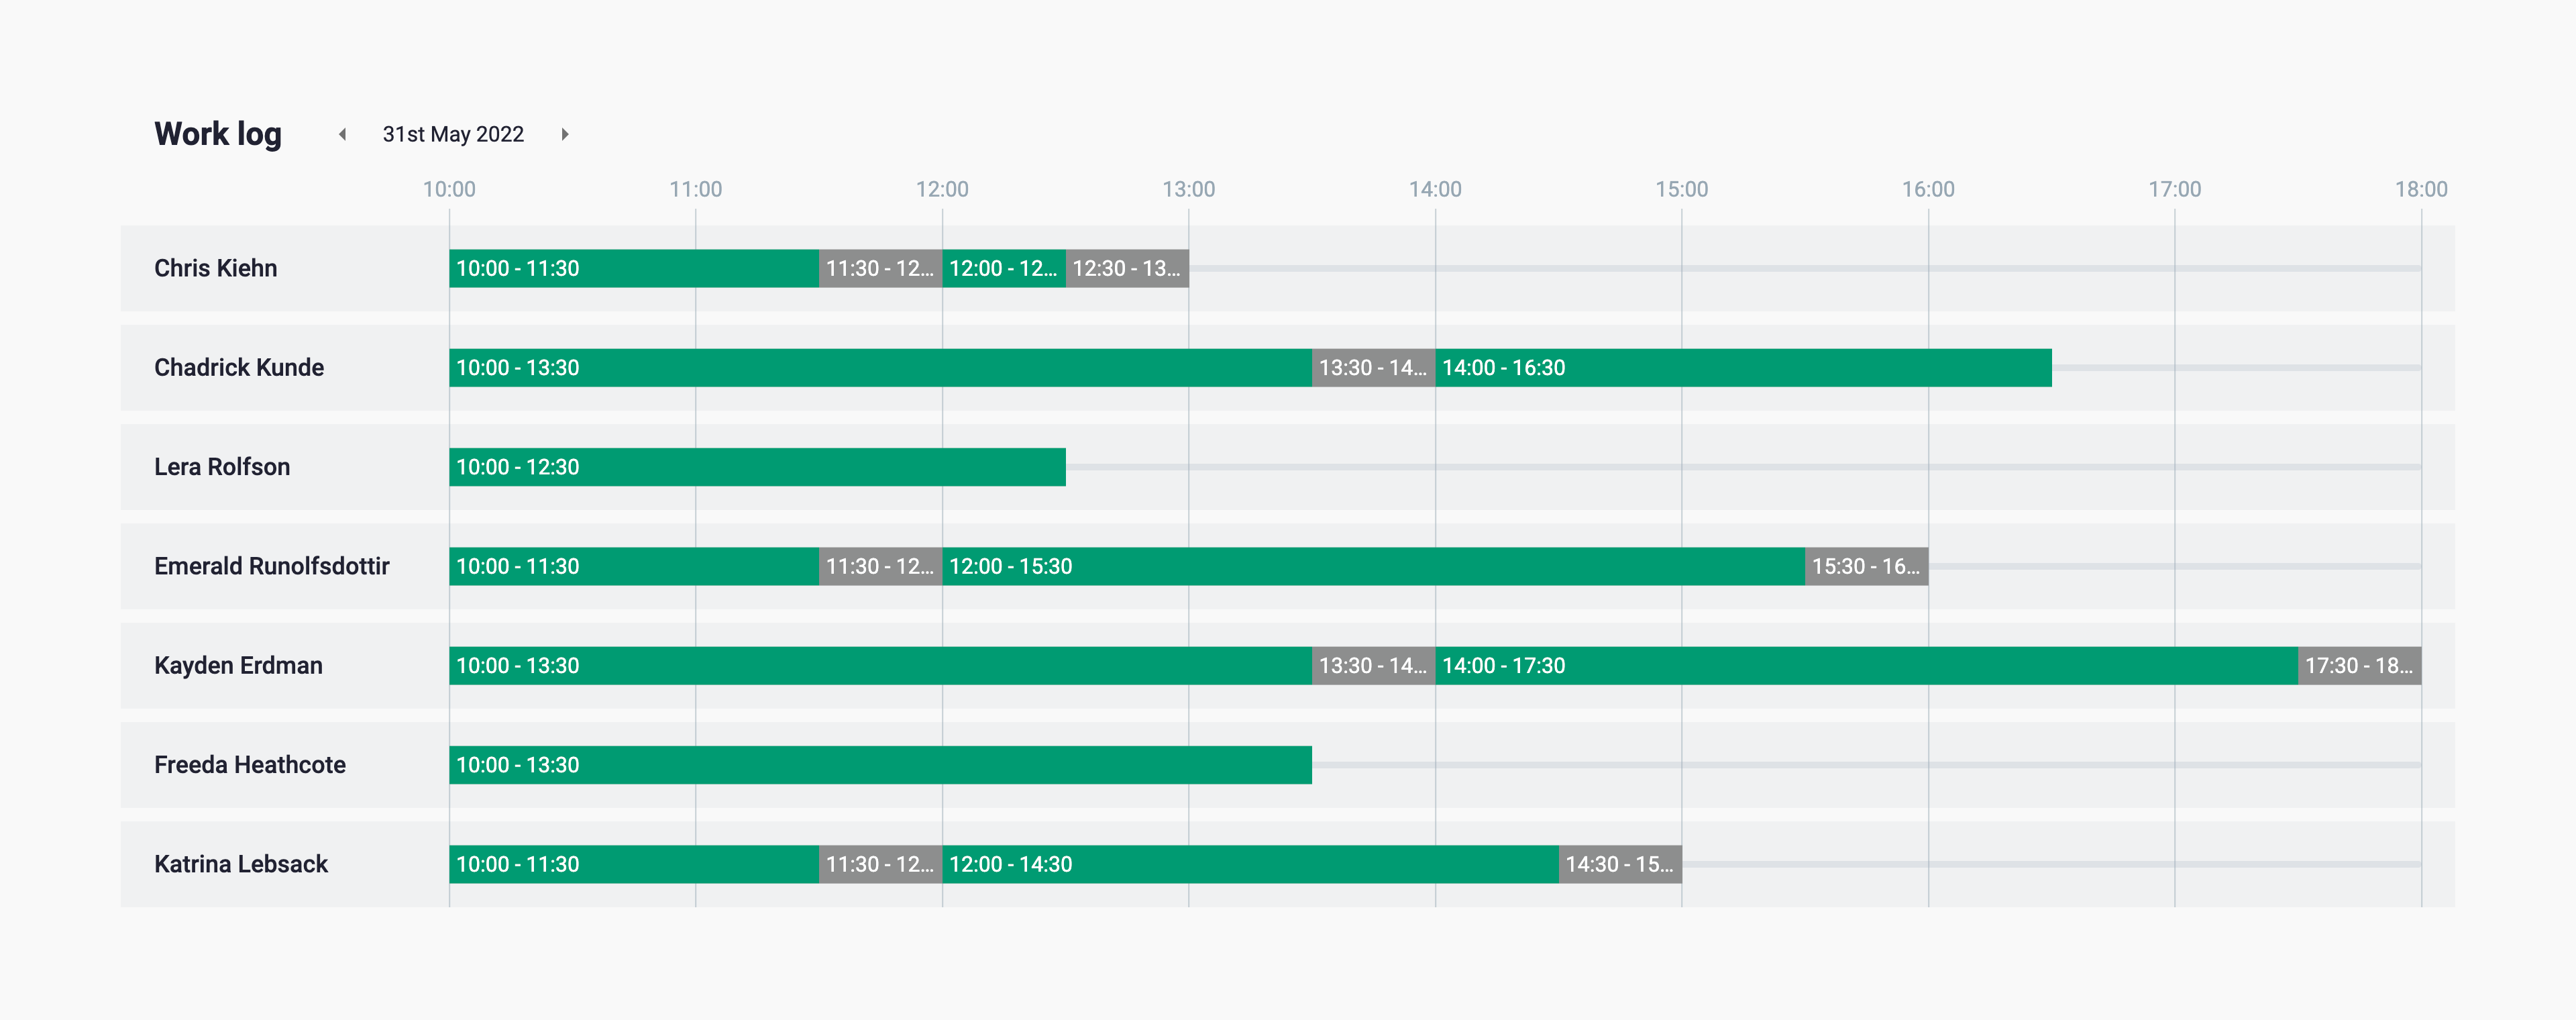 Work log 31st May 2022
10:00 11:00 12:00 13:00 14:00 15:00 16:00 17:00 18:00
Chris Kiehn 10:00 - 11:30 11:30 - 12... 12:00 - 12... 12:30 - 13...
Chadrick Kunde 10:00 - 13:30 13:30 - 14... 14:00 - 16:30
Lera Rolfson 10:00 - 12:30
Emerald Runolfsdottir 10:00 - 11:30 11:30 - 12... 12:00 - 15:30 15:30 - 16...
Kayden Erdman 10:00 - 13:30 13:30 - 14... 14:00 - 17:30 17:30 - 18...
Freeda Heathcote 10:00 - 13:30
Katrina Lebsack 10:00 - 11:30 11:30 - 12... 12:00 - 14:30 14:30 - 15...